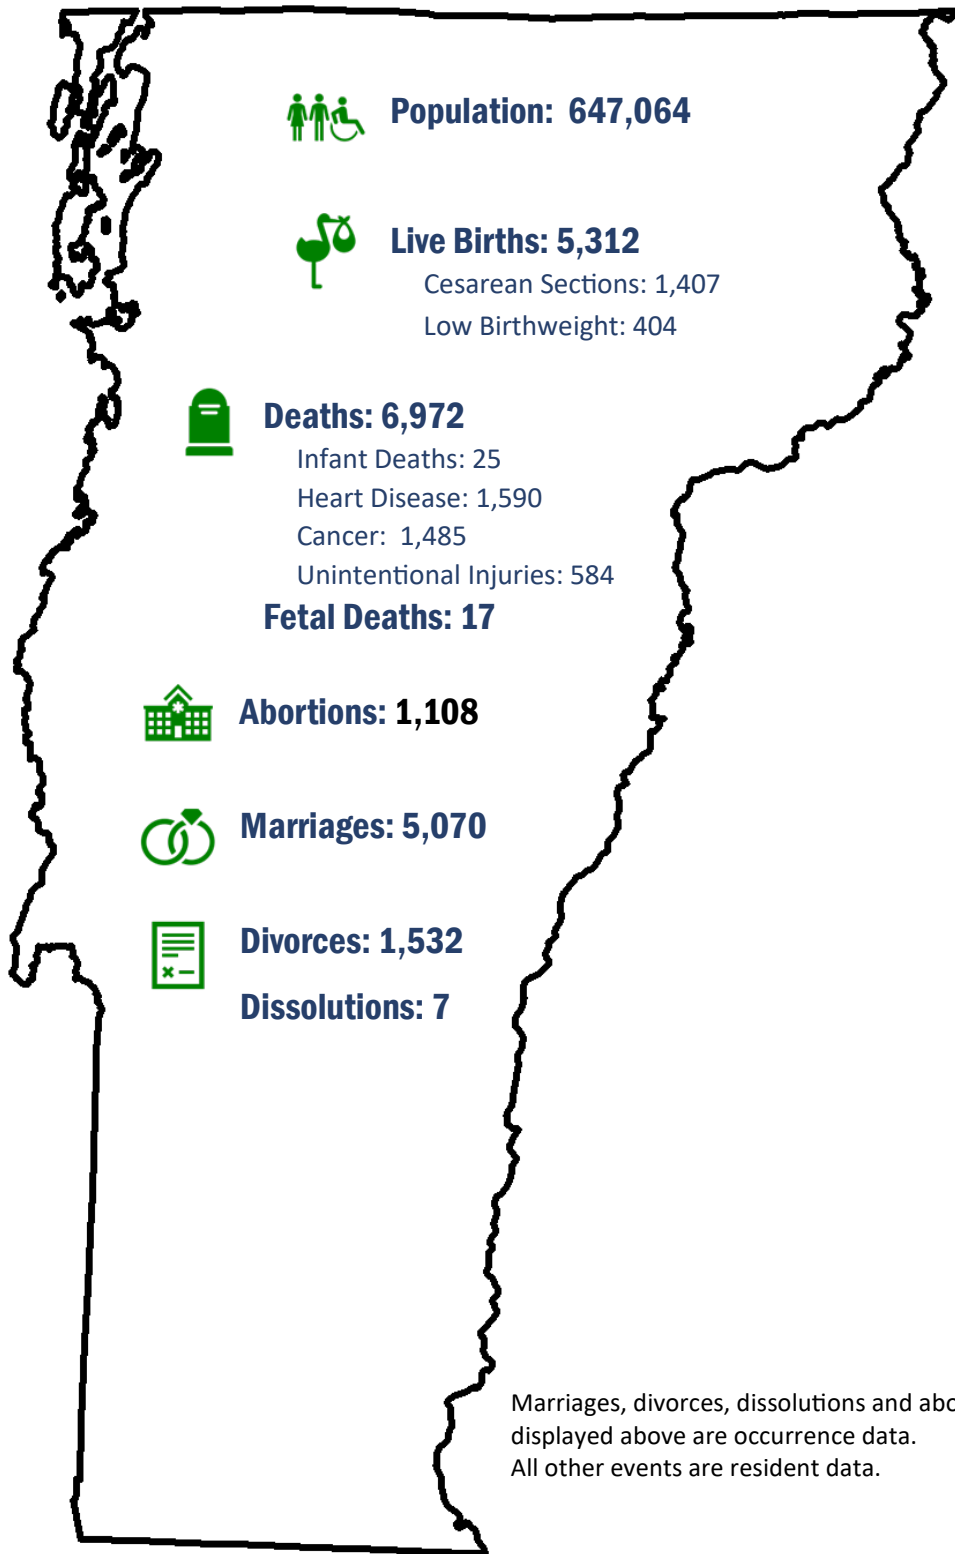 Population: 647,064
Live Births: 5,312
Cesarean Sections: 1,407
Low Birthweight: 404
Deaths: 6,972
Infant Deaths: 25
Heart Disease: 1,590
Cancer: 1,485
Unintentional Injuries: 584
Fetal Deaths: 17
Abortions: 1,108
Marriages: 5,070
Divorces: 1,532
Dissolutions: 7
Marriages, divorces, dissolutions and abo
displayed above are occurrence data.
All other events are resident data.